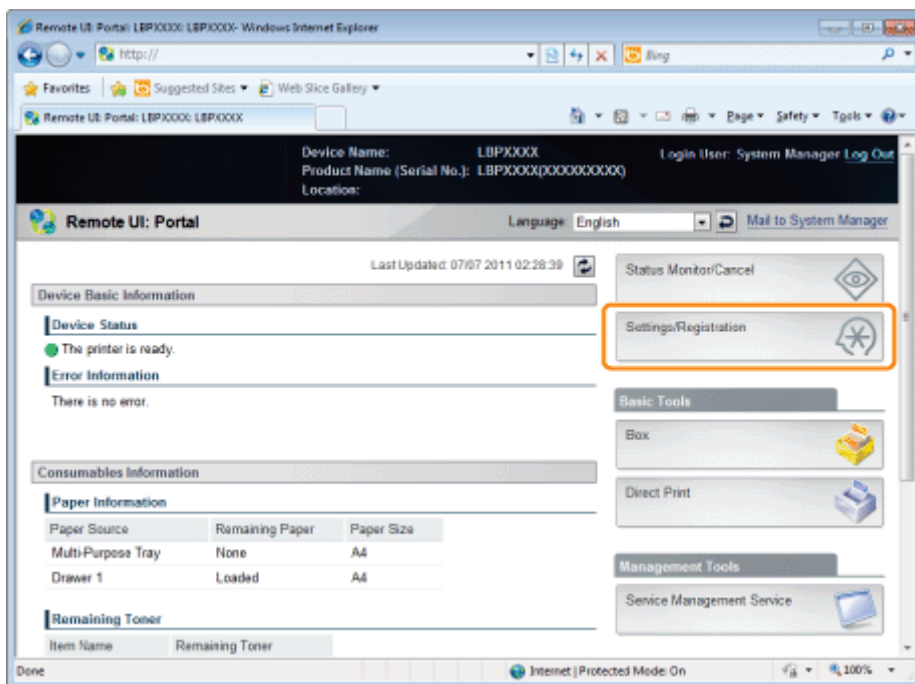 Remote UI: Portal: LBPXXXX: LBPXXXX- Windows Internet Explorer
http://
Bing
Favorites Suggested Sites Web Slice Gallery
Remote UI: Portal: LBPXXXX: LBPXXXX
Page Safety Tools
Device Name: LBPXXXX
Login User: System Manager Log Out
Product Name (Serial No.): LBPXXXX(XXXXXXXXX)
Location:
Remote UI: Portal
Language: English
Mail to System Manager
Last Updated: 07/07 2011 02:28:39
Status Monitor/Cancel
Device Basic Information
Settings/Registration
Device Status
The printer is ready.
Error Information
There is no error.
Basic Tools
Box
Consumables Information
Direct Print
Paper Information
Paper Source Remaining Paper Paper Size
Multi-Purpose Tray None A4
Drawer 1 Loaded A4
Management Tools
Service Management Service
Remaining Toner
Item Name Remaining Toner
Done
Internet | Protected Mode: On
100%